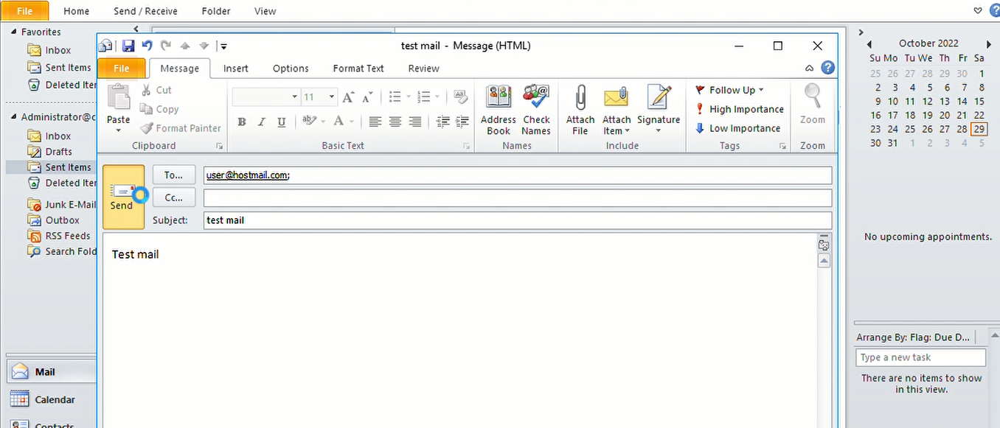 File Home Send / Receive Folder View
Favorites
Inbox
Sent Items
Deleted Iter
Administrator@c
Inbox
Drafts
Sent Items
Deleted Iter
Junk E-Mail
Outbox
RSS Feeds
Search Fold
Mail
Calendar
Contacts
test mail - Message (HTML)
File Message Insert Options Format Text Review
Paste
Cut
Copy
Format Painter
Clipboard
11
B I U
A
Basic Text
Address Book
Check Names
Names
Attach File
Attach Item
Signature
Include
Follow Up
High Importance
Low Importance
Tags
Zoom
Zoom
Send
To... user@hostmail.com;
Cc...
Subject: test mail
Test mail
October 2022
Su Mo Tu We Th Fr Sa
25 26 27 28 29 30 1
2 3 4 5 6 7 8
9 10 11 12 13 14 15
16 17 18 19 20 21 22
23 24 25 26 27 28 29
30 31 1 2 3 4 5
No upcoming appointments.
Arrange By: Flag: Due D...
Type a new task
There are no items to show
in this view.